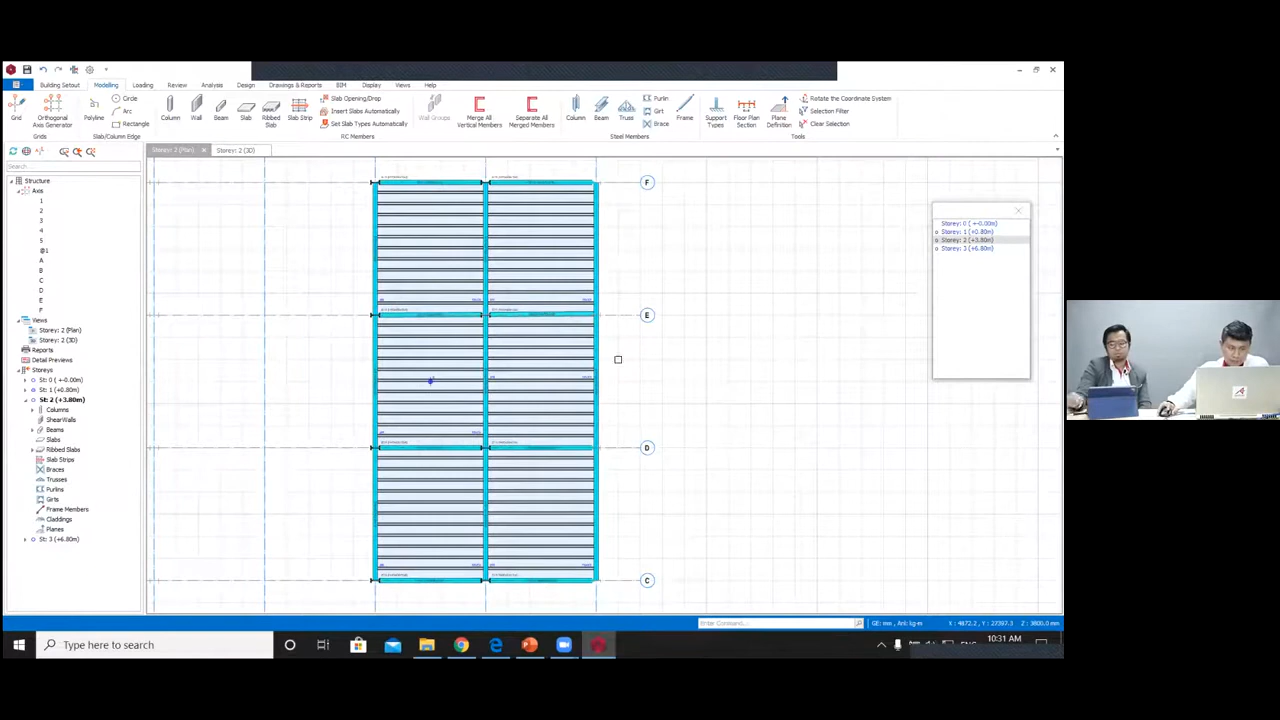 Building Setout Modelling Loading Review Analysis Design Drawings & Reports BIM Display Views Help
Grid
Orthogonal Axis Generator
Grids
Polyline
Circle
Arc
Rectangle
Slab/Column Edge
Column
Wall
Beam
Slab
Ribbed Slab
Slab Strip
Slab Opening/Drop
Insert Slabs Automatically
Set Slab Types Automatically
RC Members
Wall Groups
Merge All Vertical Members
Separate All Merged Members
Column
Beam
Truss
Purlin
Girt
Brace
Frame
Steel Members
Support Types
Floor Plan Section
Plane Definition
Rotate the Coordinate System
Selection Filter
Clear Selection
Tools
Storey: 2 (Plan)
Storey: 2 (3D)
Search...
Structure
Axis
1
2
3
4
5
A
B
C
D
E
F
Views
Storey: 2 (Plan)
Storey: 2 (3D)
Reports
Detail Previews
Storeys
St: 0 (+-0.00m)
St: 1 (+0.80m)
St: 2 (+3.80m)
Columns
ShearWalls
Beams
Slabs
Ribbed Slabs
Slab Strips
Braces
Trusses
Purlins
Girts
Frame Members
Claddings
Planes
St: 3 (+6.80m)
F
E
D
C
Storey: 0 (+-0.00m)
Storey: 1 (+0.80m)
Storey: 2 (+3.80m)
Storey: 3 (+6.80m)
Enter Command...
Type here to search
ENG
10:31 AM